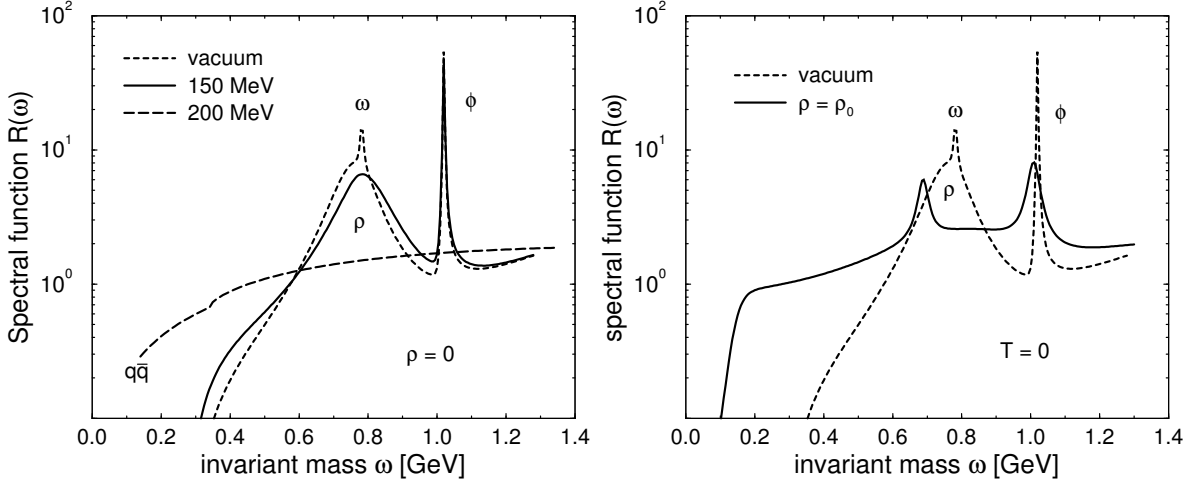 Spectral function R(ω)
10²
10¹
10⁰
vacuum
150 MeV
200 MeV
ω
ϕ
ρ
qq̄
ρ = 0
0.0 0.2 0.4 0.6 0.8 1.0 1.2 1.4
invariant mass ω [GeV]
spectral function R(ω)
10²
10¹
10⁰
vacuum
ρ = ρ₀
ω
ϕ
ρ
T = 0
0.0 0.2 0.4 0.6 0.8 1.0 1.2 1.4
invariant mass ω [GeV]